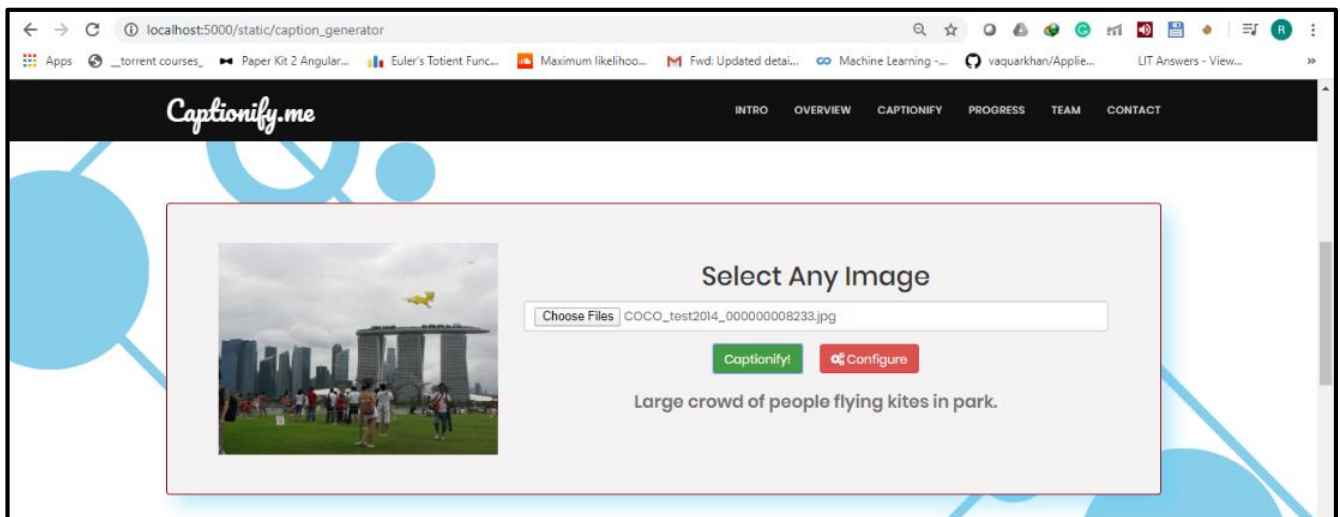 localhost:5000/static/caption_generator
R
Apps _torrent courses_ Paper Kit 2 Angular... Euler's Totient Func... Maximum likelihoo... Fwd: Updated detai... Machine Learning -... vaquarkhan/Applie... LIT Answers - View... »
Captionify.me INTRO OVERVIEW CAPTIONIFY PROGRESS TEAM CONTACT
Select Any Image
Choose Files COCO_test2014_000000008233.jpg
Captionify! Configure
Large crowd of people flying kites in park.